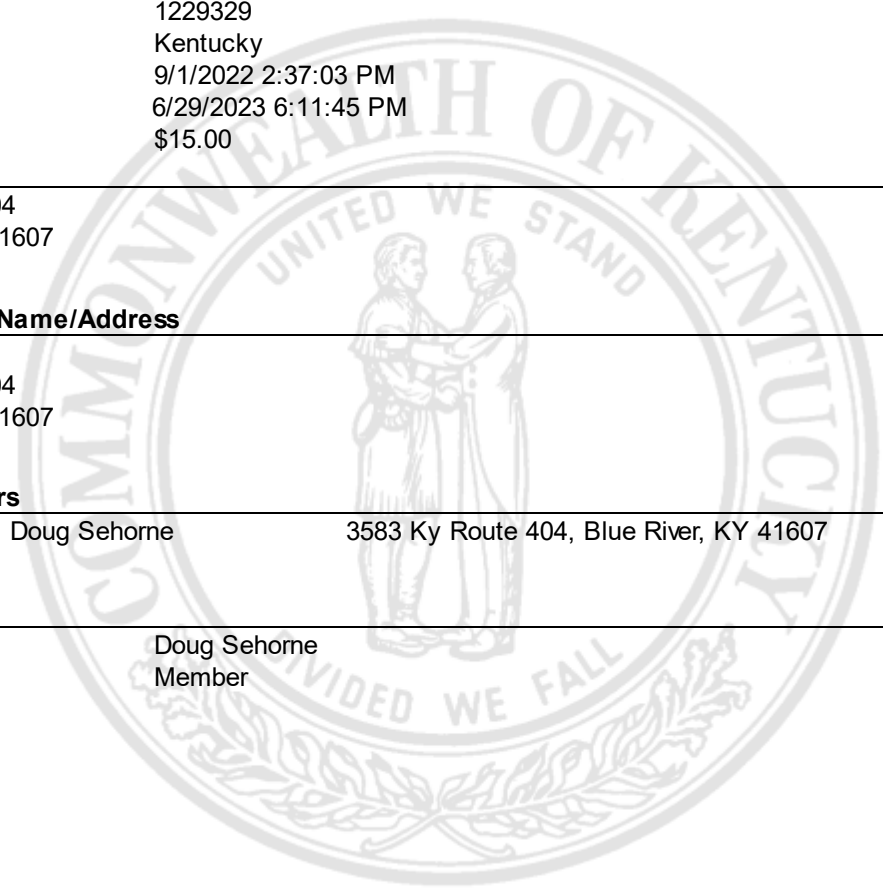 1229329
Kentucky
9/1/2022 2:37:03 PM
6/29/2023 6:11:45 PM
$15.00
04
1607
Name/Address
04
1607
rs
Doug Sehorne 3583 Ky Route 404, Blue River, KY 41607
Doug Sehorne
Member
COMMONWEALTH OF KENTUCKY
UNITED WE STAND
DIVIDED WE FALL